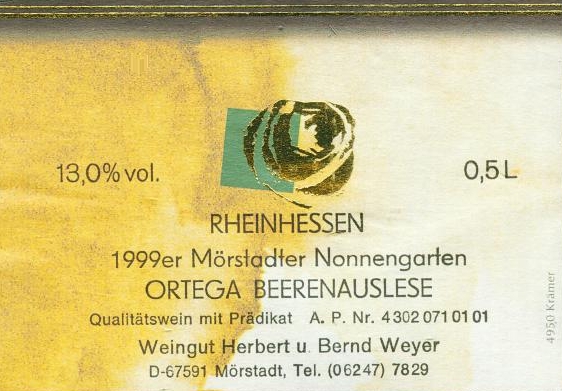 13,0% vol.
0,5 L
RHEINHESSEN
1999er Mörstadter Nonnengarten
ORTEGA BEERENAUSLESE
Qualitätswein mit Prädikat A. P. Nr. 4 302 071 01 01
Weingut Herbert u. Bernd Weyer
D-67591 Mörstadt, Tel. (06247) 7829
4950 Krämer